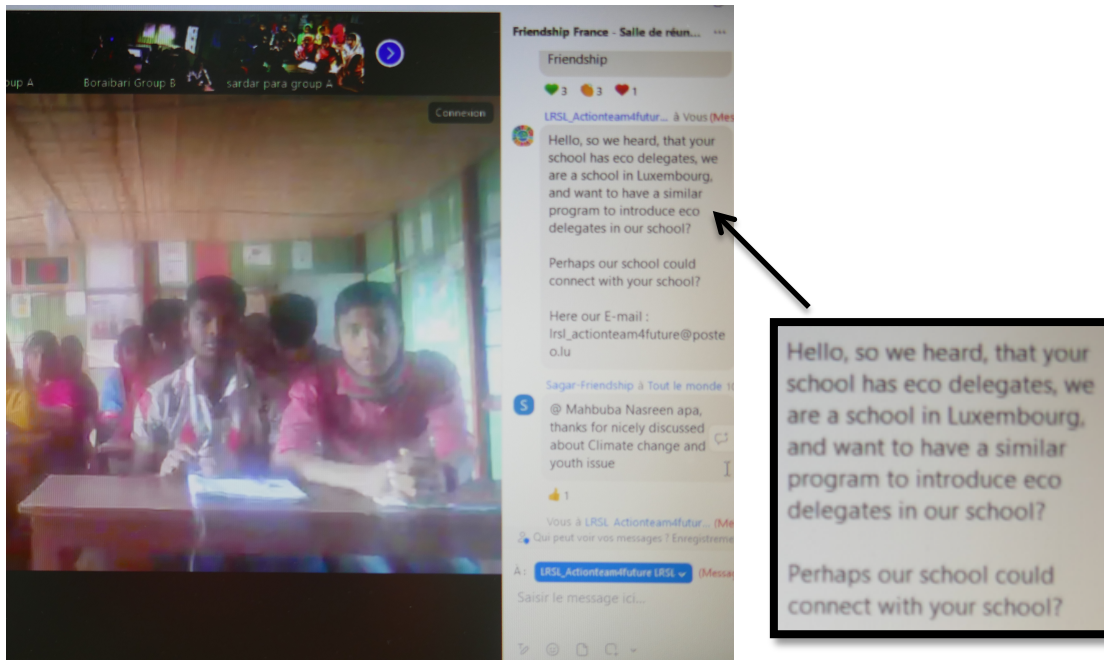 oup A
Boraibari Group B
sardar para group A
Connexion
Friendship France - Salle de réun...
Friendship
3
3
1
LRSL_Actionteam4futur... à Vous (Mes
Hello, so we heard, that your
school has eco delegates, we
are a school in Luxembourg,
and want to have a similar
program to introduce eco
delegates in our school?
Perhaps our school could
connect with your school?
Here our E-mail :
lrsl_actionteam4future@poste
o.lu
Sagar-Friendship à Tout le monde 10
S
@ Mahbuba Nasreen apa,
thanks for nicely discussed
about Climate change and
youth issue
1
Vous à LRSL Actionteam4futur... (Me
Qui peut voir vos messages ? Enregistreme
À :
LRSL_Actionteam4future LRSL
(Messa
Saisir le message ici...
Hello, so we heard, that your
school has eco delegates, we
are a school in Luxembourg,
and want to have a similar
program to introduce eco
delegates in our school?
Perhaps our school could
connect with your school?